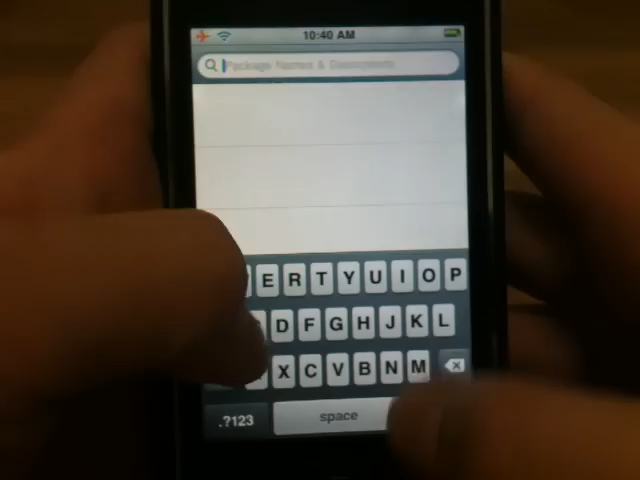 10:40 AM
Package Names & Descriptions
E R T Y U I O P
D F G H J K L
X C V B N M
.?123 space